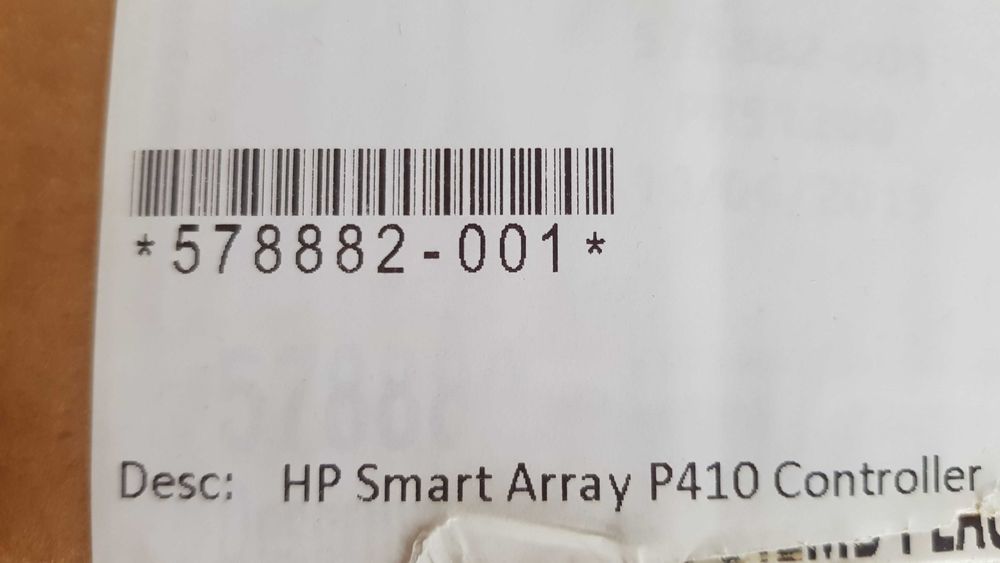 *578882-001*
Desc: HP Smart Array P410 Controller